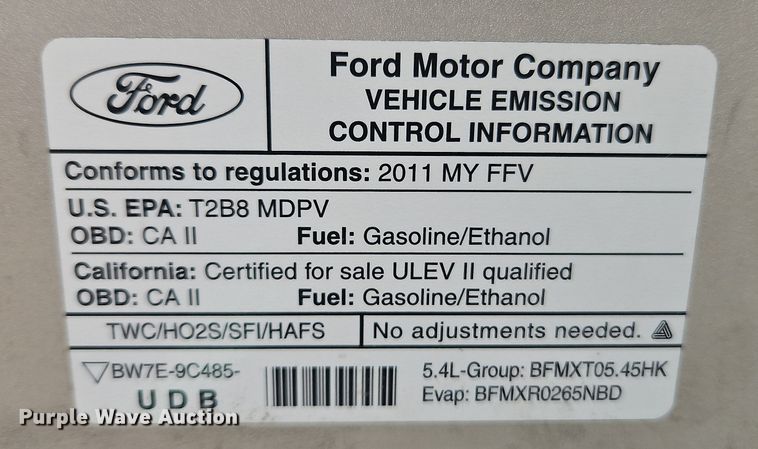 Ford
Ford Motor Company
VEHICLE EMISSION
CONTROL INFORMATION
Conforms to regulations: 2011 MY FFV
U.S. EPA: T2B8 MDPV
OBD: CA II Fuel: Gasoline/Ethanol
California: Certified for sale ULEV II qualified
OBD: CA II Fuel: Gasoline/Ethanol
TWC/HO2S/SFI/HAFS No adjustments needed.
BW7E-9C485-
UDB
5.4L-Group: BFMXT05.45HK
Evap: BFMXR0265NBD
Purple Wave Auction